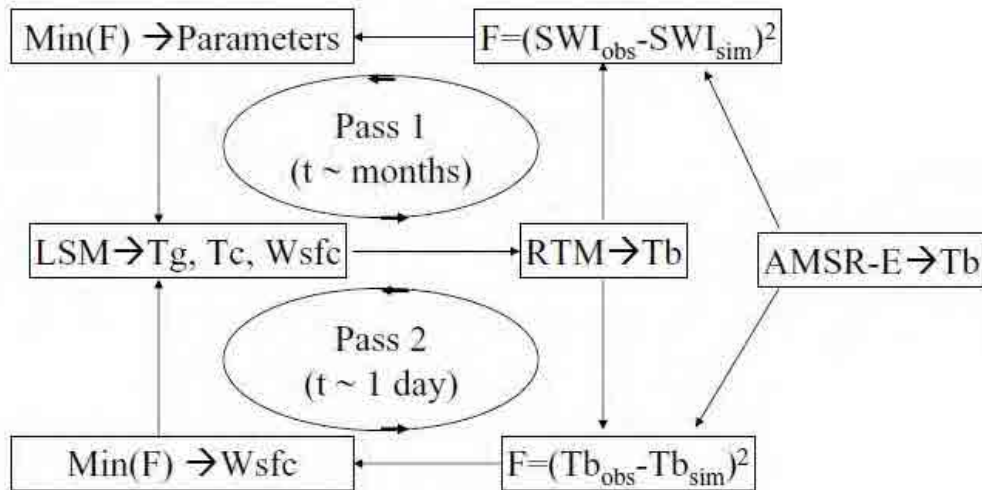 Min(F) →Parameters
F=(SWI_obs-SWI_sim)²
Pass 1
(t ~ months)
LSM→Tg, Tc, Wsfc
RTM→Tb
AMSR-E→Tb
Pass 2
(t ~ 1 day)
Min(F) →Wsfc
F=(Tb_obs-Tb_sim)²